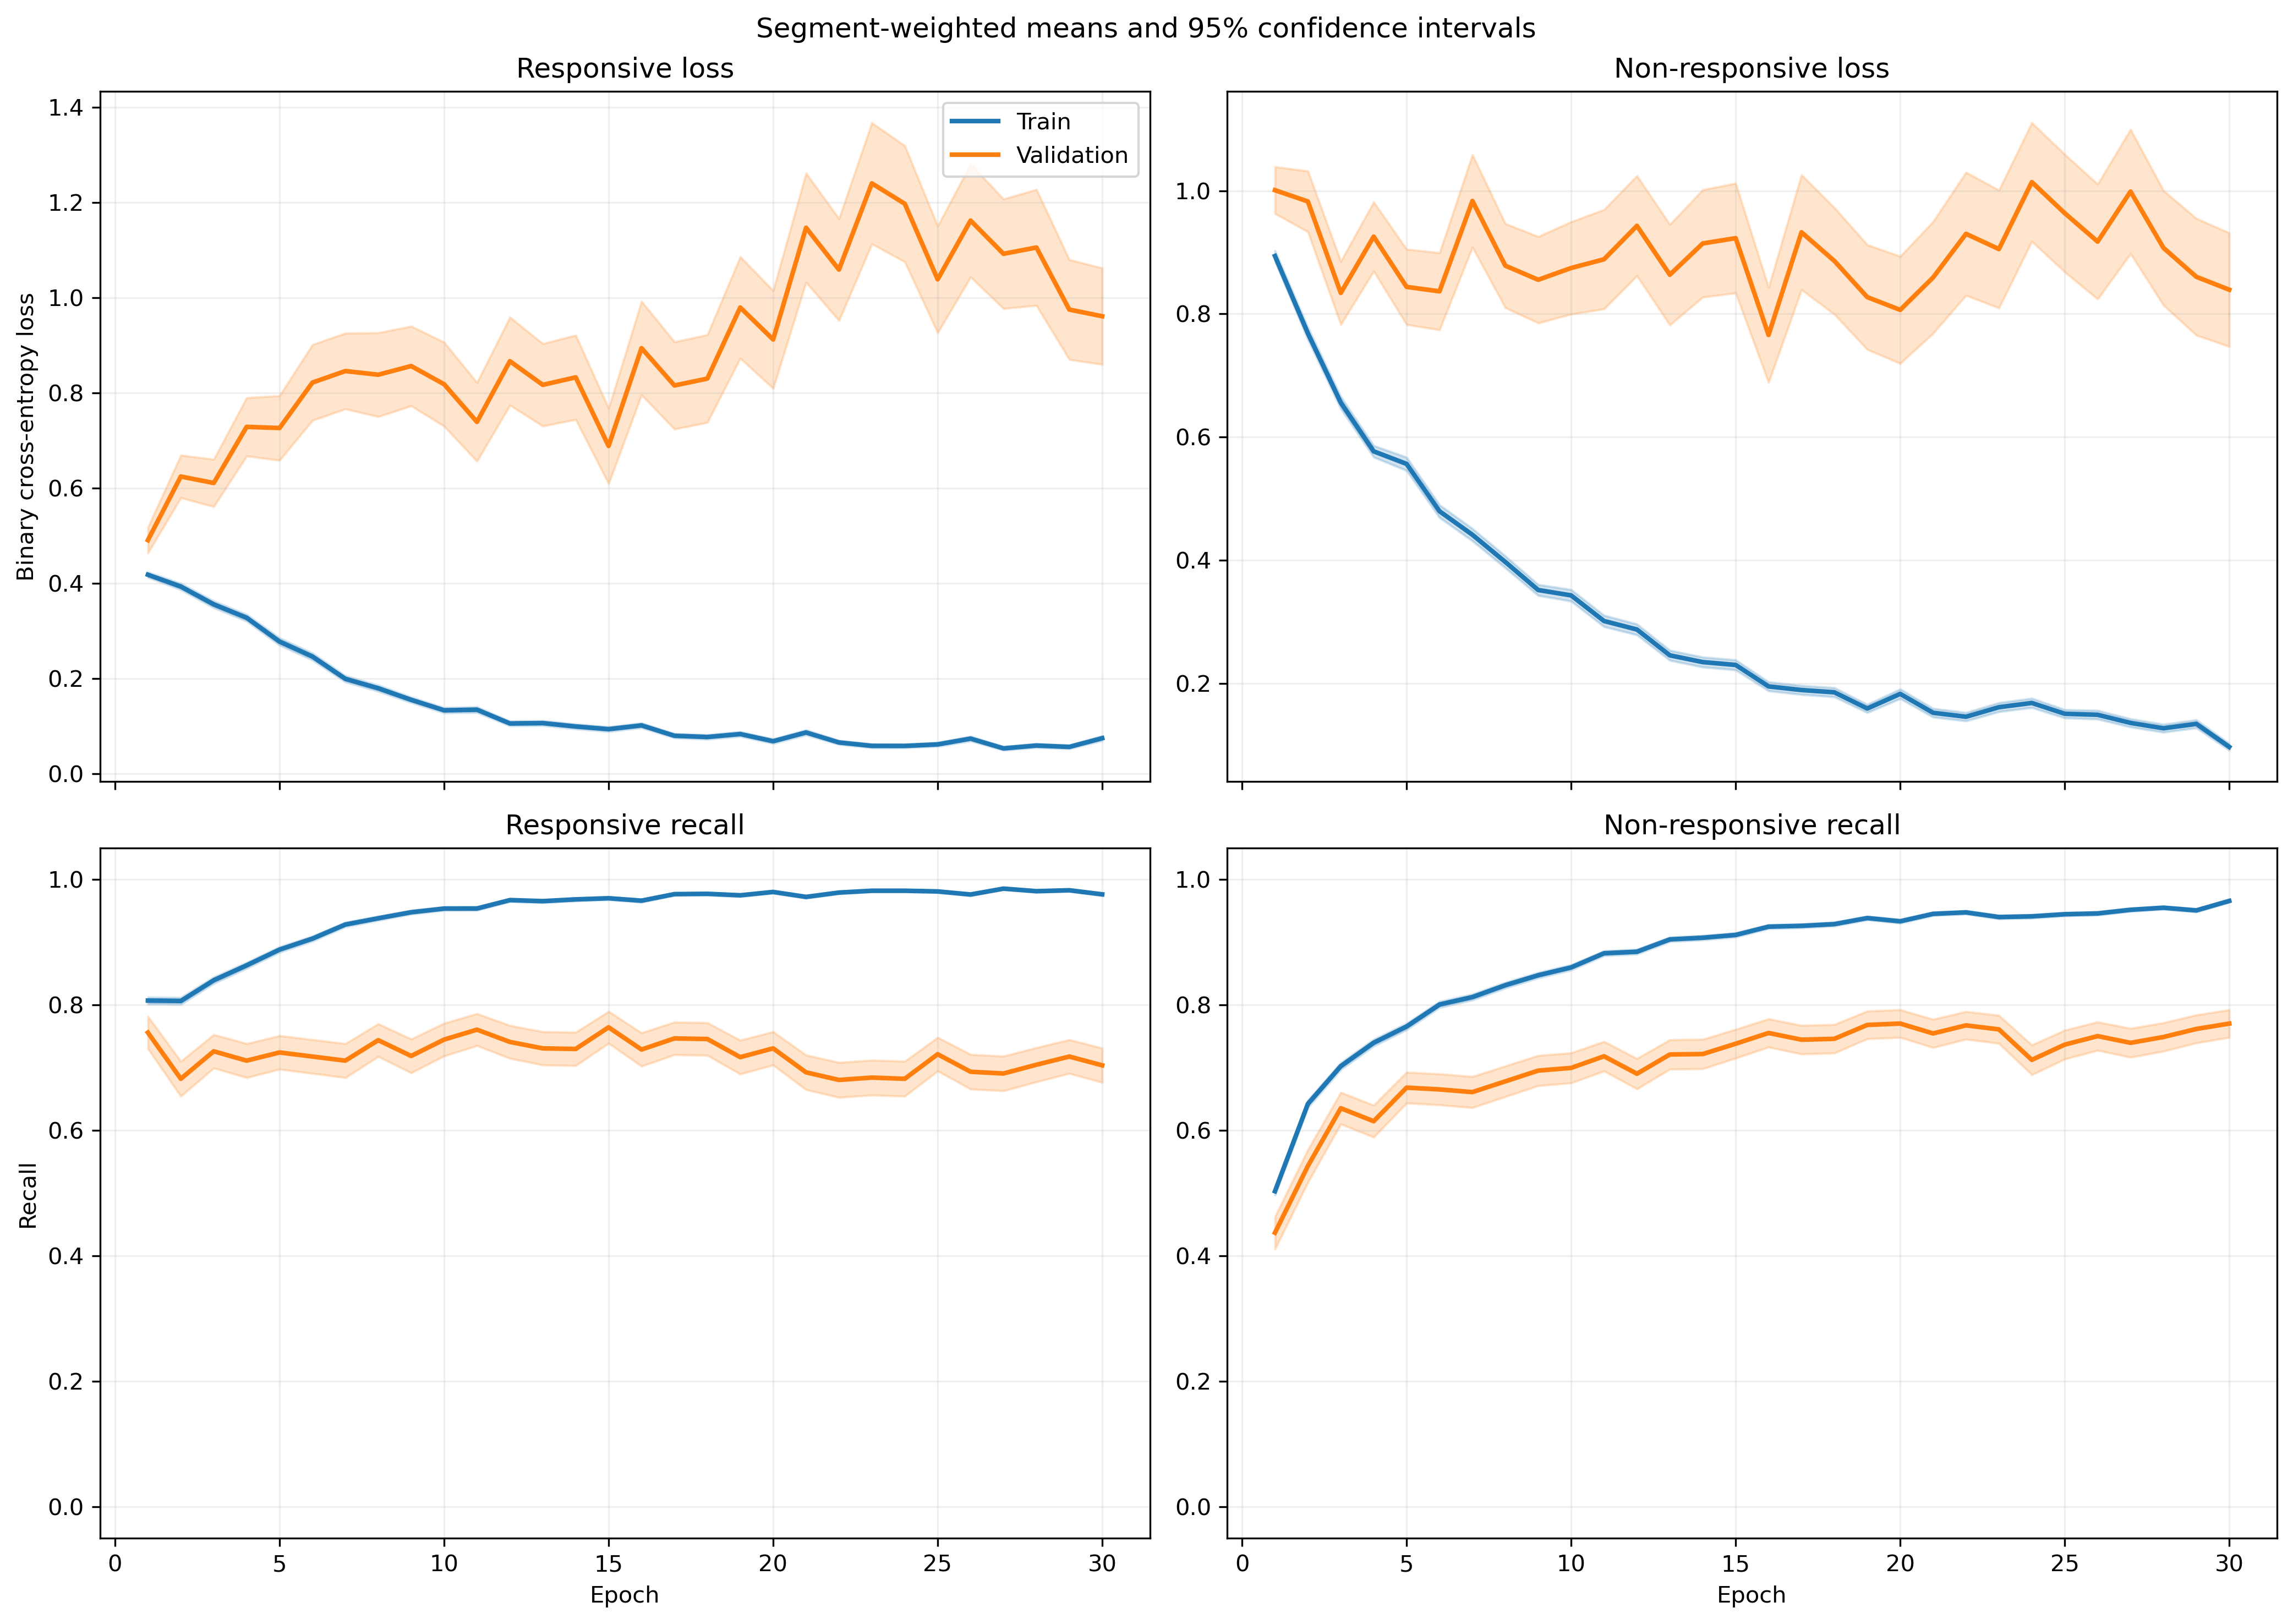 Segment-weighted means and 95% confidence intervals
Responsive loss
Binary cross-entropy loss
1.4
1.2
1.0
0.8
0.6
0.4
0.2
0.0
Train
Validation
Non-responsive loss
1.0
0.8
0.6
0.4
0.2
Responsive recall
Recall
1.0
0.8
0.6
0.4
0.2
0.0
0 5 10 15 20 25 30
Epoch
Non-responsive recall
1.0
0.8
0.6
0.4
0.2
0.0
0 5 10 15 20 25 30
Epoch